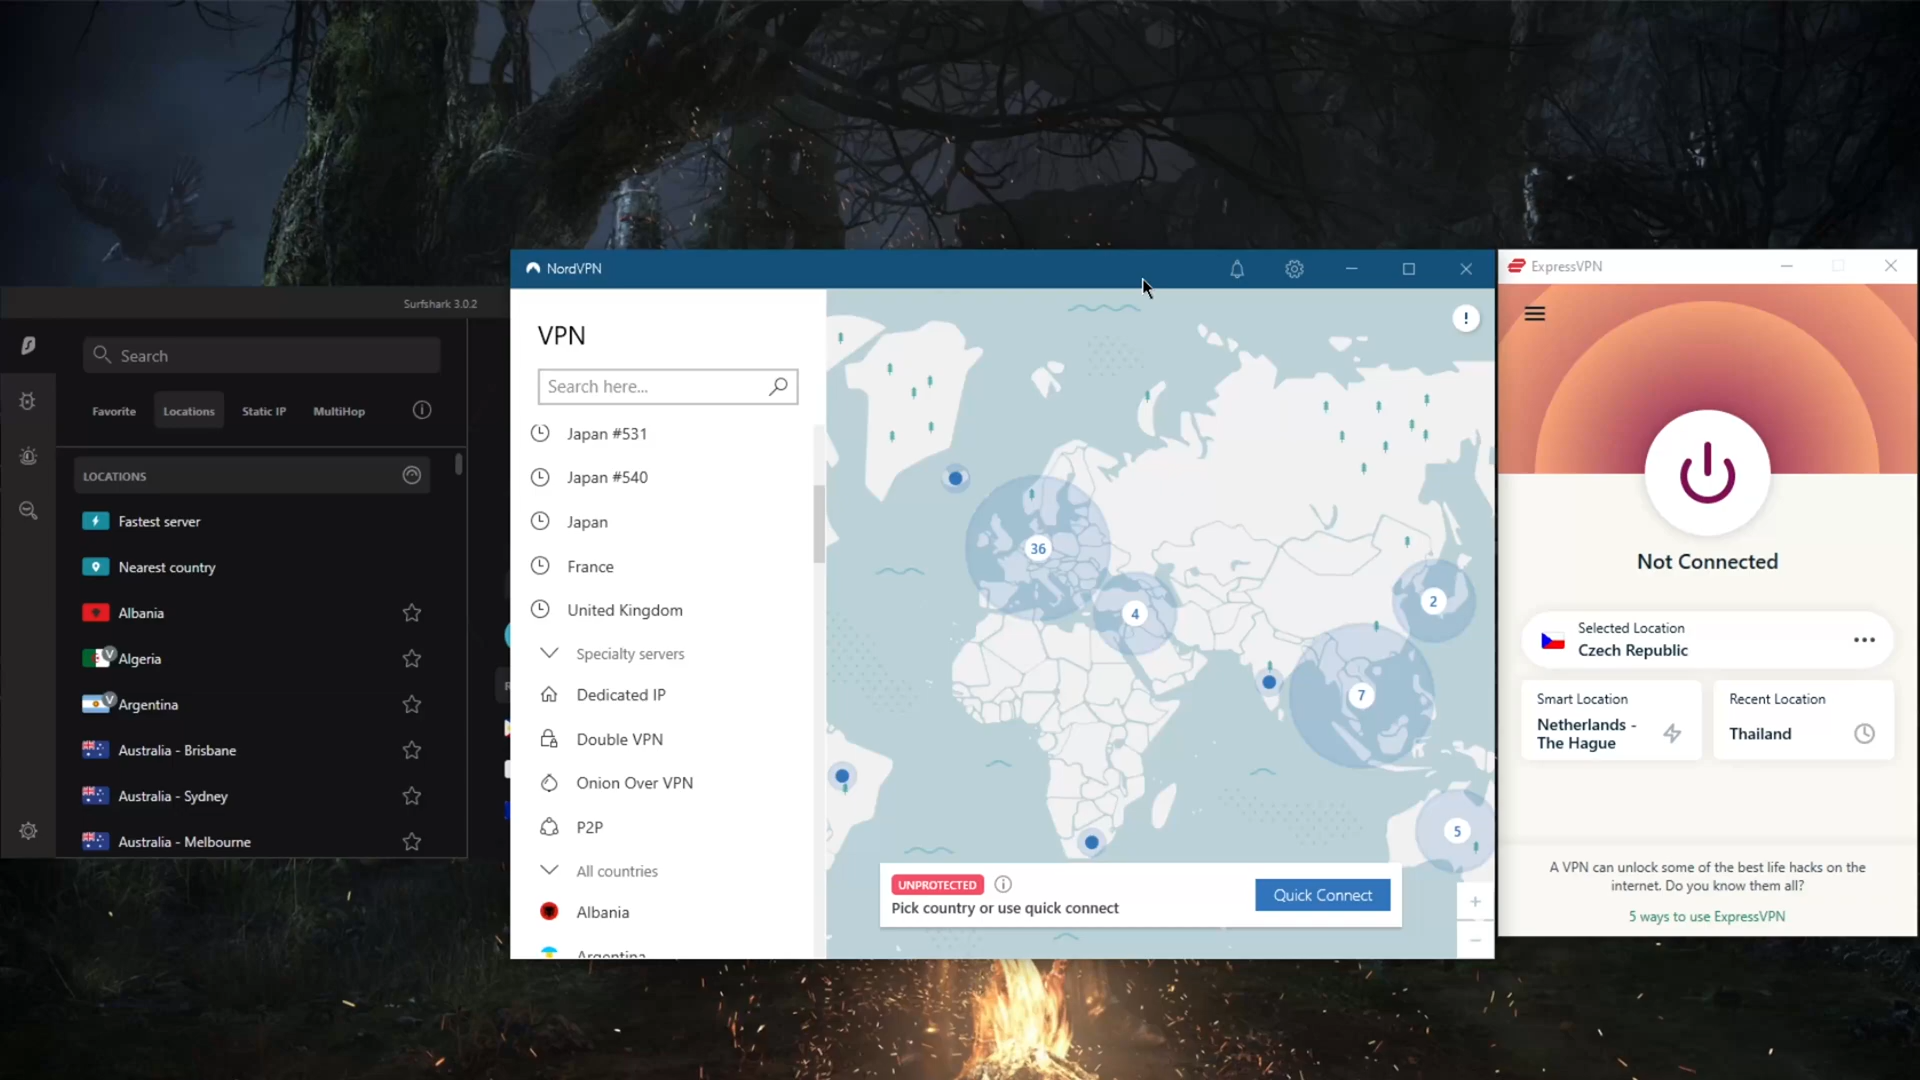 Surfshark 3.0.2
Search
Favorite
Locations
Static IP
MultiHop
LOCATIONS
Fastest server
Nearest country
Albania
V
Algeria
V
Argentina
Australia - Brisbane
Australia - Sydney
Australia - Melbourne
NordVPN
VPN
Search here...
Japan #531
Japan #540
Japan
France
United Kingdom
Specialty servers
Dedicated IP
Double VPN
Onion Over VPN
P2P
All countries
Albania
Argentina
!
36
4
2
7
5
UNPROTECTED
Pick country or use quick connect
Quick Connect
+
−
ExpressVPN
Not Connected
Selected Location
Czech Republic
Smart Location
Netherlands -
The Hague
Recent Location
Thailand
A VPN can unlock some of the best life hacks on the
internet. Do you know them all?
5 ways to use ExpressVPN